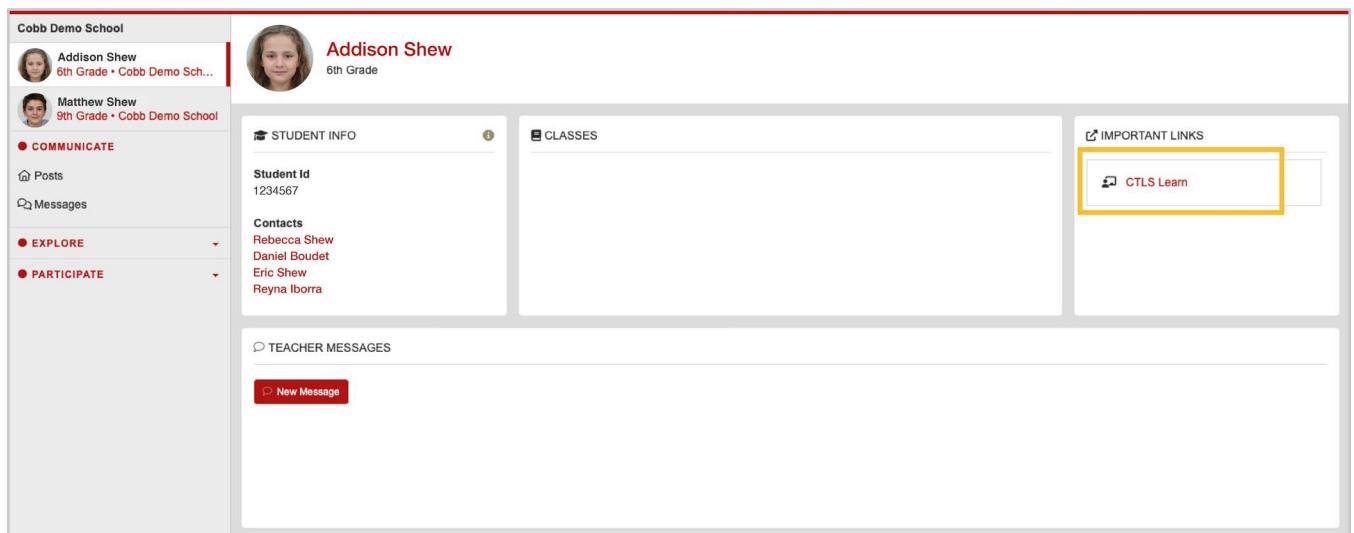 Cobb Demo School
Addison Shew
6th Grade • Cobb Demo Sch...
Matthew Shew
9th Grade • Cobb Demo School
COMMUNICATE
Posts
Messages
EXPLORE
PARTICIPATE
Addison Shew
6th Grade
STUDENT INFO
Student Id
1234567
Contacts
Rebecca Shew
Daniel Boudet
Eric Shew
Reyna Iborra
CLASSES
IMPORTANT LINKS
CTLS Learn
TEACHER MESSAGES
New Message